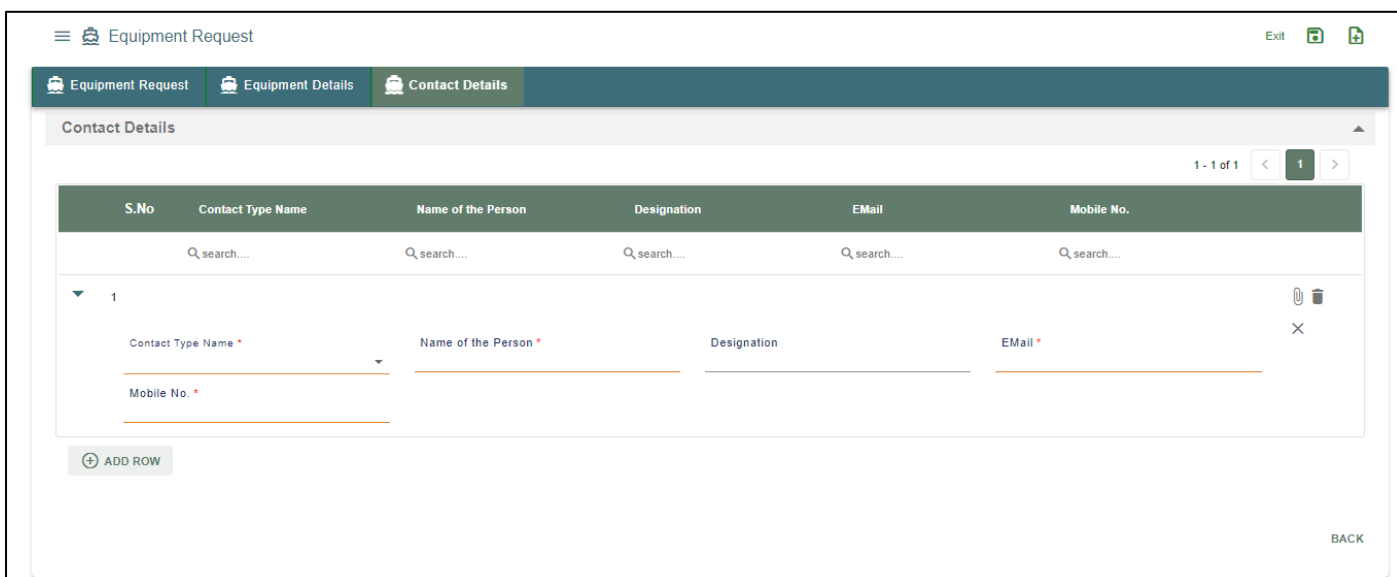 Equipment Request
Exit
Equipment Request Equipment Details Contact Details
Contact Details
1 - 1 of 1 < 1 >
S.No Contact Type Name Name of the Person Designation EMail Mobile No.
search.... search.... search.... search.... search....
1
Contact Type Name * Name of the Person * Designation EMail *
Mobile No. *
ADD ROW
BACK